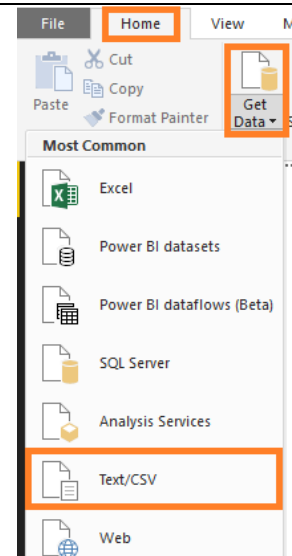 File Home View
Cut
Copy
Format Painter
Paste
Get
Data
Most Common
Excel
Power BI datasets
Power BI dataflows (Beta)
SQL Server
Analysis Services
Text/CSV
Web